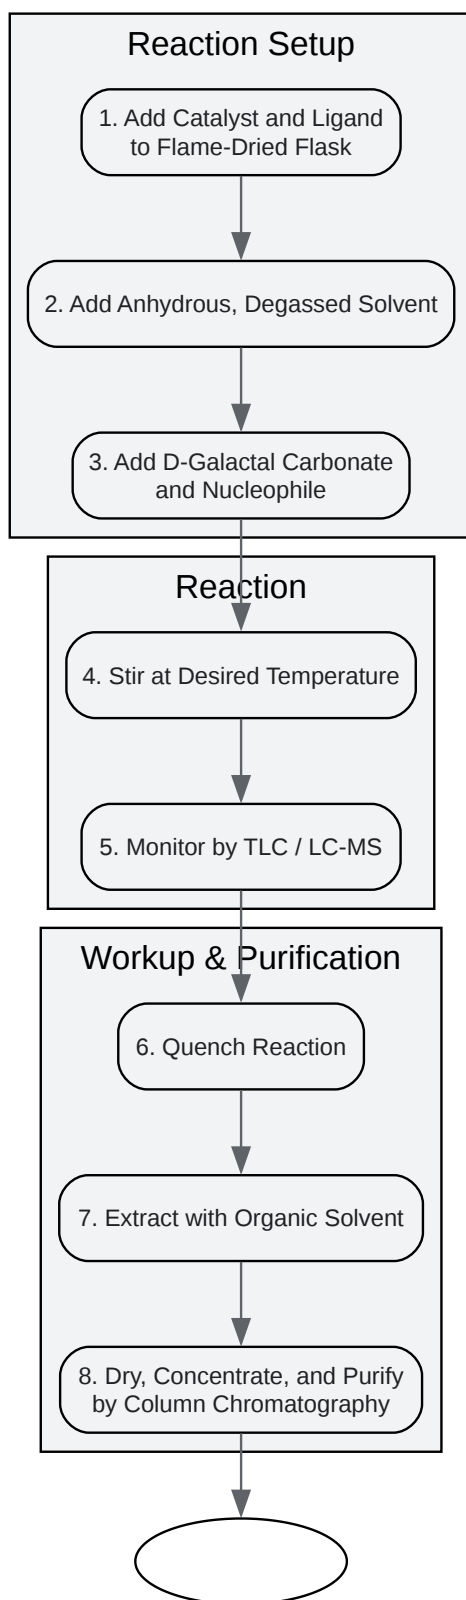 Reaction Setup
1. Add Catalyst and Ligand
to Flame-Dried Flask
2. Add Anhydrous, Degassed Solvent
3. Add D-Galactal Carbonate
and Nucleophile
Reaction
4. Stir at Desired Temperature
5. Monitor by TLC / LC-MS
Workup & Purification
6. Quench Reaction
7. Extract with Organic Solvent
8. Dry, Concentrate, and Purify
by Column Chromatography